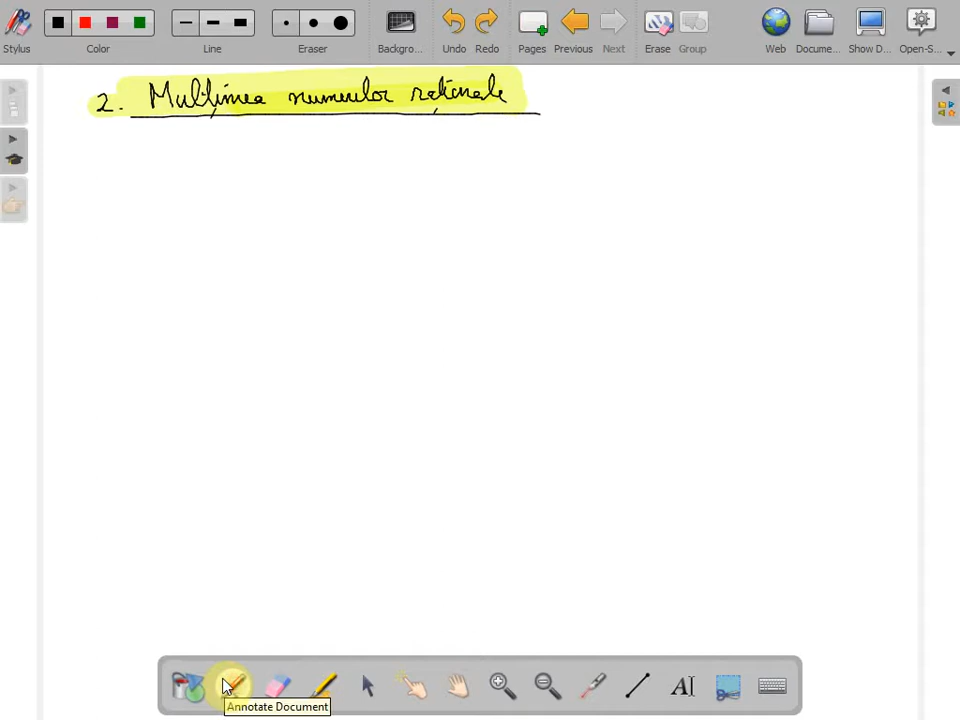 Stylus
Color
Line
Eraser
Backgro...
Undo
Redo
Pages
Previous
Next
Erase
Group
Web
Docume...
Show D...
Open-S...
2. Mulțimea numerelor raționale
AI
Annotate Document